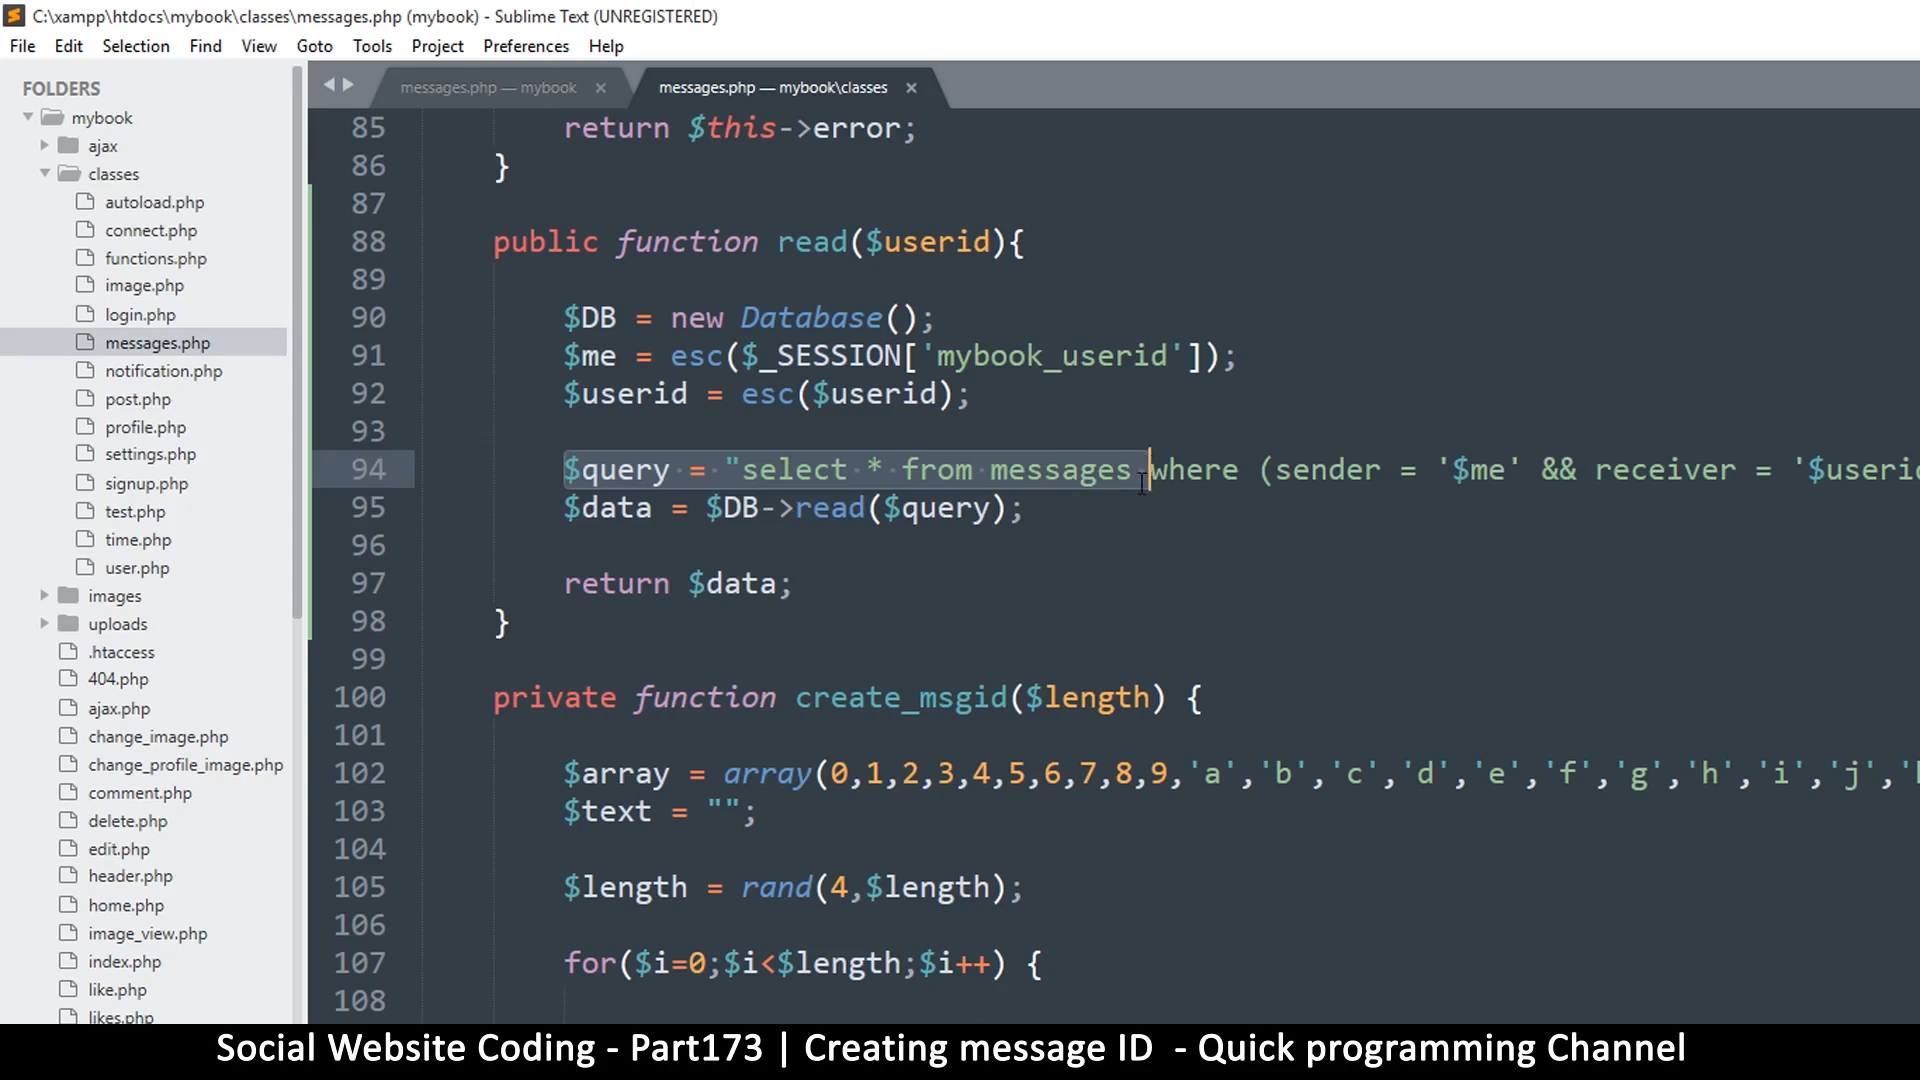 C:\xampp\htdocs\mybook\classes\messages.php (mybook) - Sublime Text (UNREGISTERED)
File Edit Selection Find View Goto Tools Project Preferences Help
FOLDERS
mybook
ajax
classes
autoload.php
connect.php
functions.php
image.php
login.php
messages.php
notification.php
post.php
profile.php
settings.php
signup.php
test.php
time.php
user.php
images
uploads
.htaccess
404.php
ajax.php
change_image.php
change_profile_image.php
comment.php
delete.php
edit.php
header.php
home.php
image_view.php
index.php
like.php
likes.php
messages.php — mybook × messages.php — mybook\classes ×
85 return $this->error;
86 }
87
88 public function read($userid){
89
90 $DB = new Database();
91 $me = esc($_SESSION['mybook_userid']);
92 $userid = esc($userid);
93
94 $query = "select * from messages where (sender = '$me' && receiver = '$useri
95 $data = $DB->read($query);
96
97 return $data;
98 }
99
100 private function create_msgid($length) {
101
102 $array = array(0,1,2,3,4,5,6,7,8,9,'a','b','c','d','e','f','g','h','i','j','
103 $text = "";
104
105 $length = rand(4,$length);
106
107 for($i=0;$i<$length;$i++) {
108
Social Website Coding - Part173 | Creating message ID - Quick programming Channel